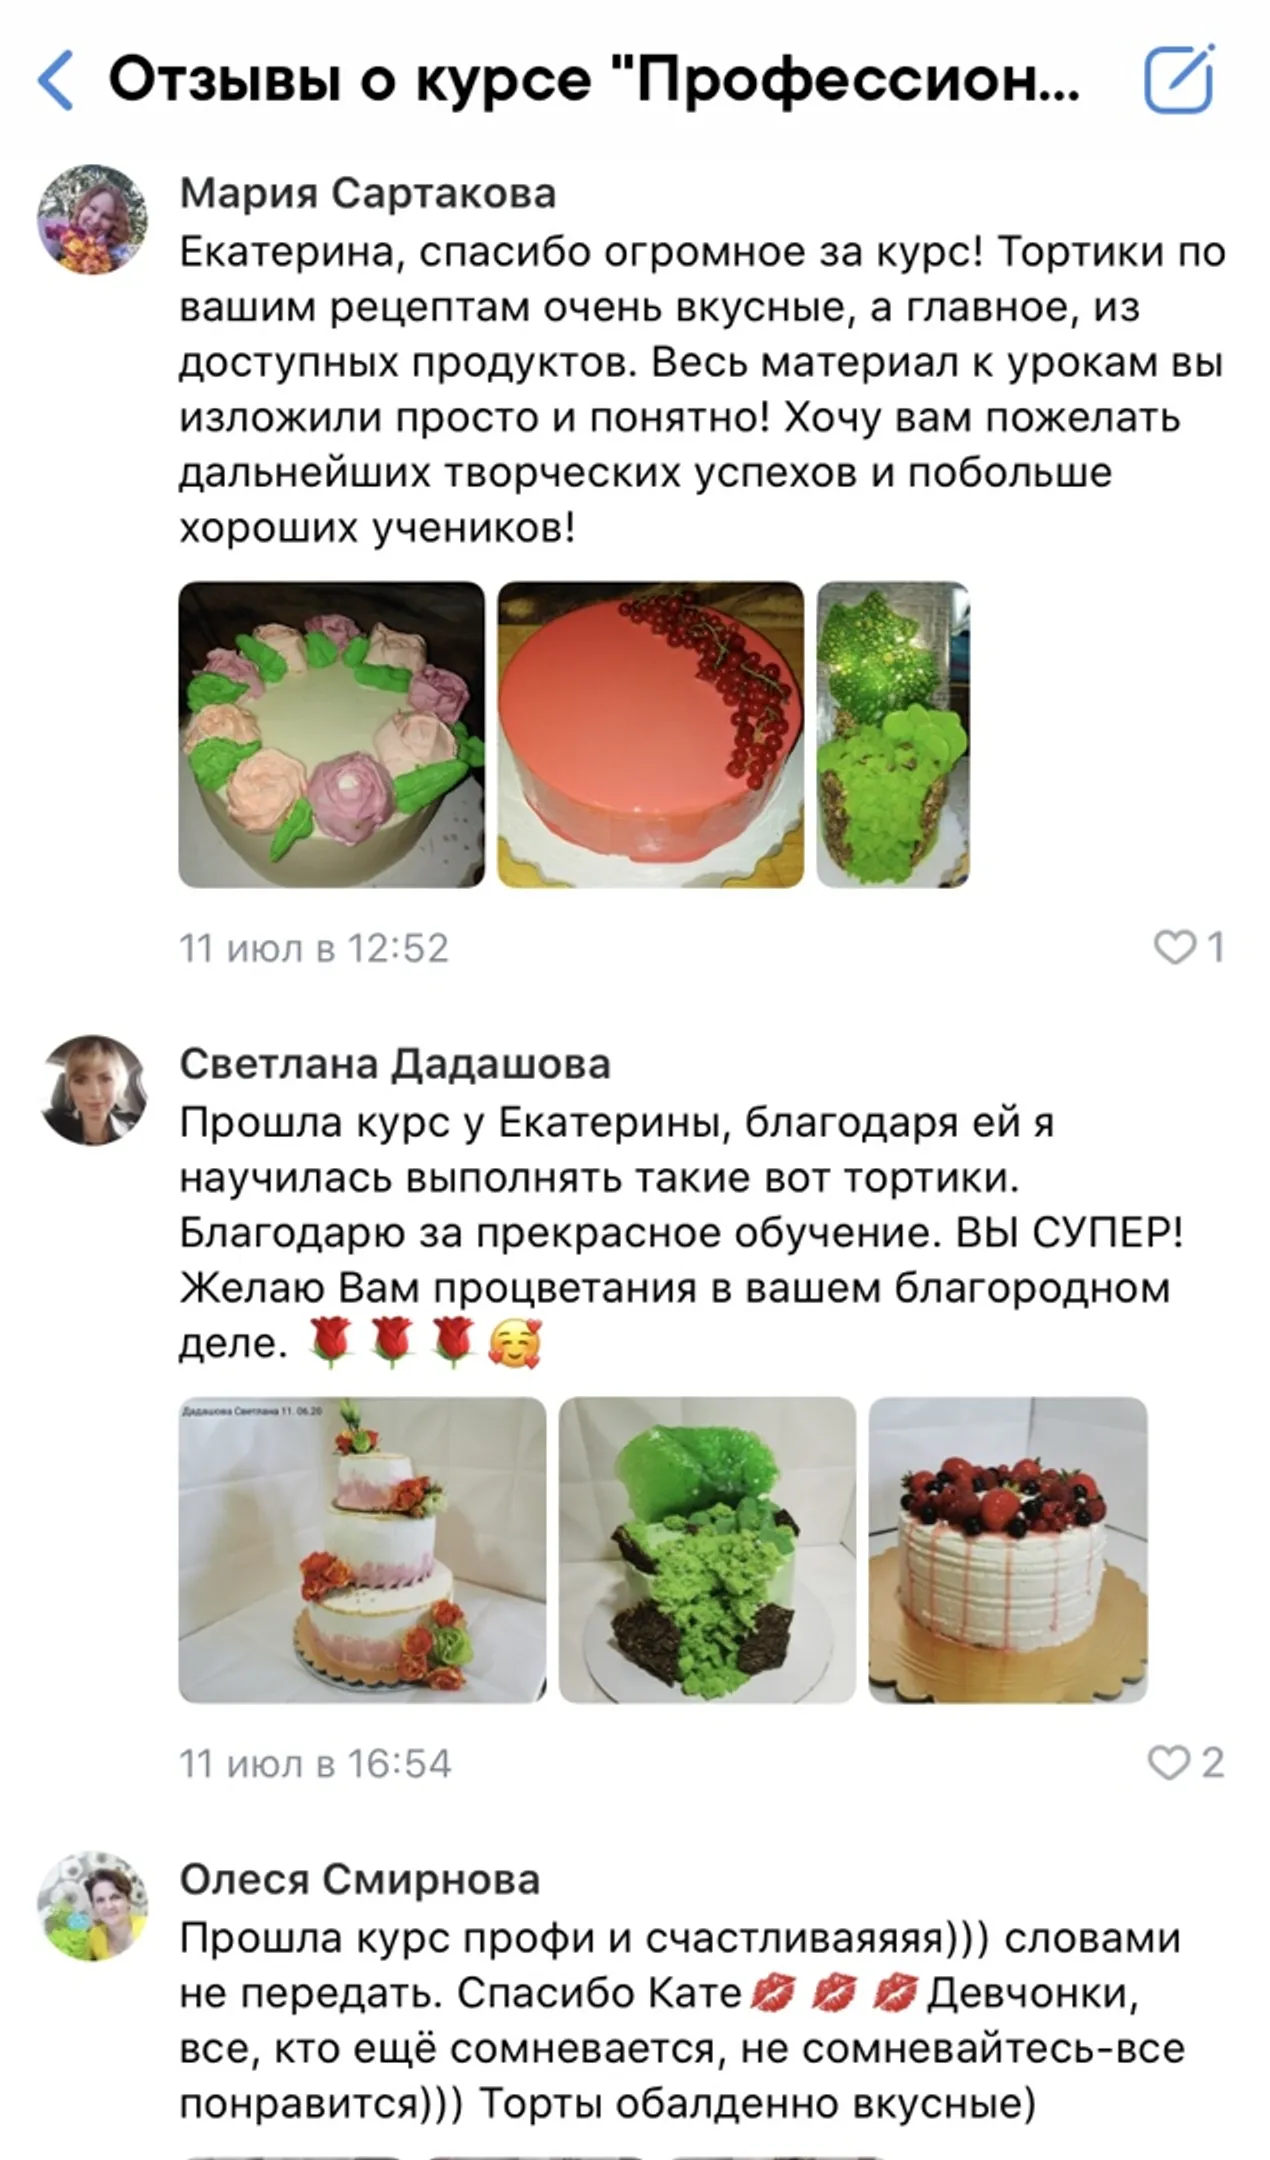 Отзывы о курсе "Профессион...
Мария Сартакова
Екатерина, спасибо огромное за курс! Тортики по
вашим рецептам очень вкусные, а главное, из
доступных продуктов. Весь материал к урокам вы
изложили просто и понятно! Хочу вам пожелать
дальнейших творческих успехов и побольше
хороших учеников!
11 июл в 12:52
1
Светлана Дадашова
Прошла курс у Екатерины, благодаря ей я
научилась выполнять такие вот тортики.
Благодарю за прекрасное обучение. ВЫ СУПЕР!
Желаю Вам процветания в вашем благородном
деле. 🌹🌹🌹🥰
Дадашова Светлана 11. 06.20
11 июл в 16:54
2
Олеся Смирнова
Прошла курс профи и счастливаяяяя))) словами
не передать. Спасибо Кате💋💋💋Девчонки,
все, кто ещё сомневается, не сомневайтесь-все
понравится))) Торты обалденно вкусные)